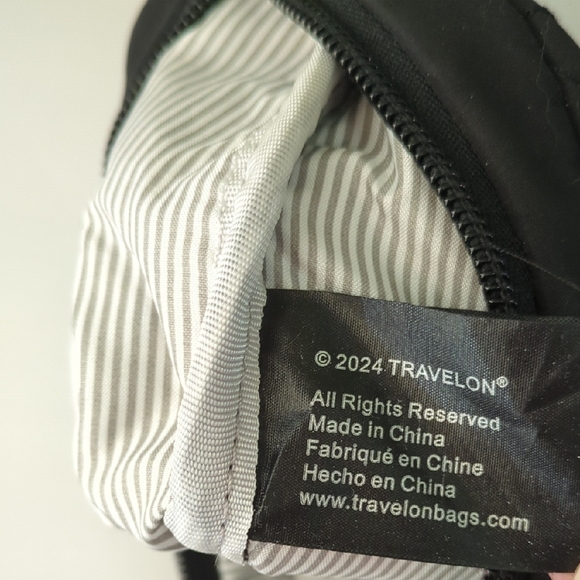 © 2024 TRAVELON®
All Rights Reserved
Made in China
Fabriqué en Chine
Hecho en China
www.travelonbags.com